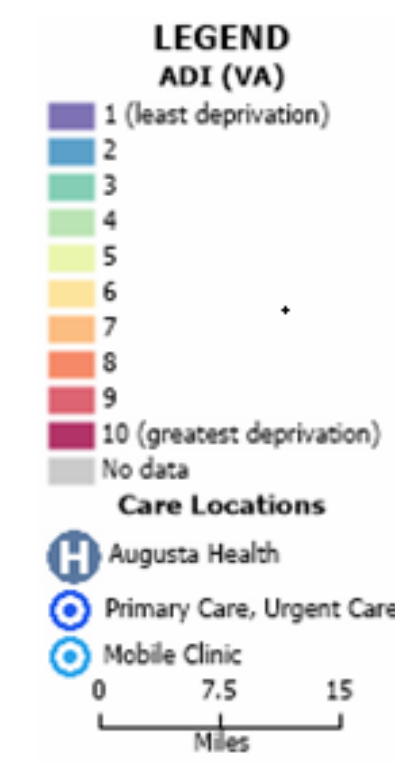 LEGEND
ADI (VA)
1 (least deprivation)
2
3
4
5
6
7
8
9
10 (greatest deprivation)
No data
Care Locations
H Augusta Health
Primary Care, Urgent Care
Mobile Clinic
0 7.5 15
Miles